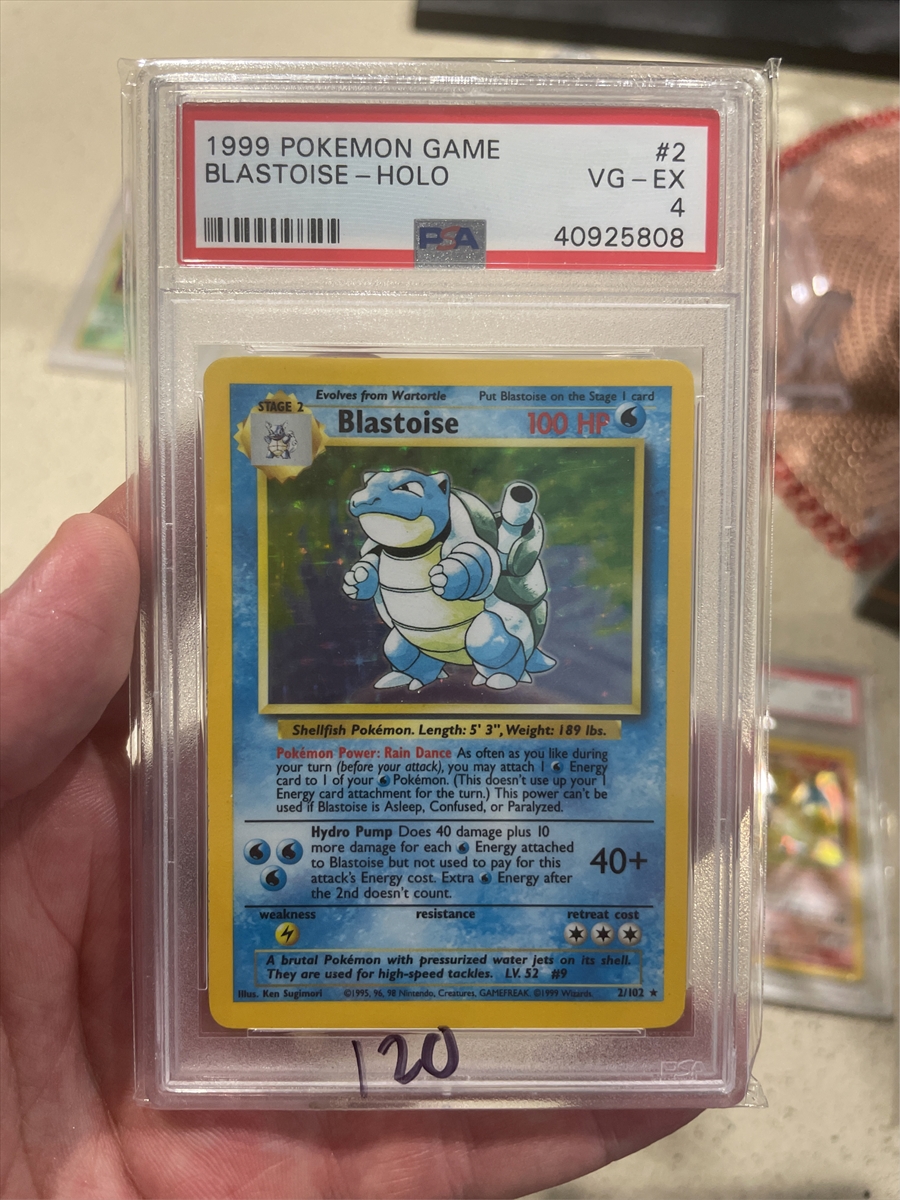 1999 POKEMON GAME #2
BLASTOISE - HOLO VG - EX
4
PSA 40925808
Evolves from Wartortle Put Blastoise on the Stage 1 card
STAGE 2
Blastoise 100 HP
Shellfish Pokémon. Length: 5' 3", Weight: 189 lbs.
Pokémon Power: Rain Dance As often as you like during
your turn (before your attack), you may attach 1 Energy
card to 1 of your Pokémon. (This doesn't use up your 1
Energy card attachment for the turn.) This power can't be
used if Blastoise is Asleep, Confused, or Paralyzed.
Hydro Pump Does 40 damage plus 10
more damage for each Energy attached
to Blastoise but not used to pay for this
attack's Energy cost. Extra Energy after
the 2nd doesn't count.
40+
weakness resistance retreat cost
A brutal Pokémon with pressurized water jets on its shell.
They are used for high-speed tackles. LV. 52 #9
Illus. Ken Sugimori ©1995, 96, 98 Nintendo, Creatures, GAMEFREAK. ©1999 Wizards. 2/102 ★
120
PSA